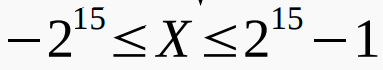 −2¹⁵ ≤ X ≤ 2¹⁵ − 1